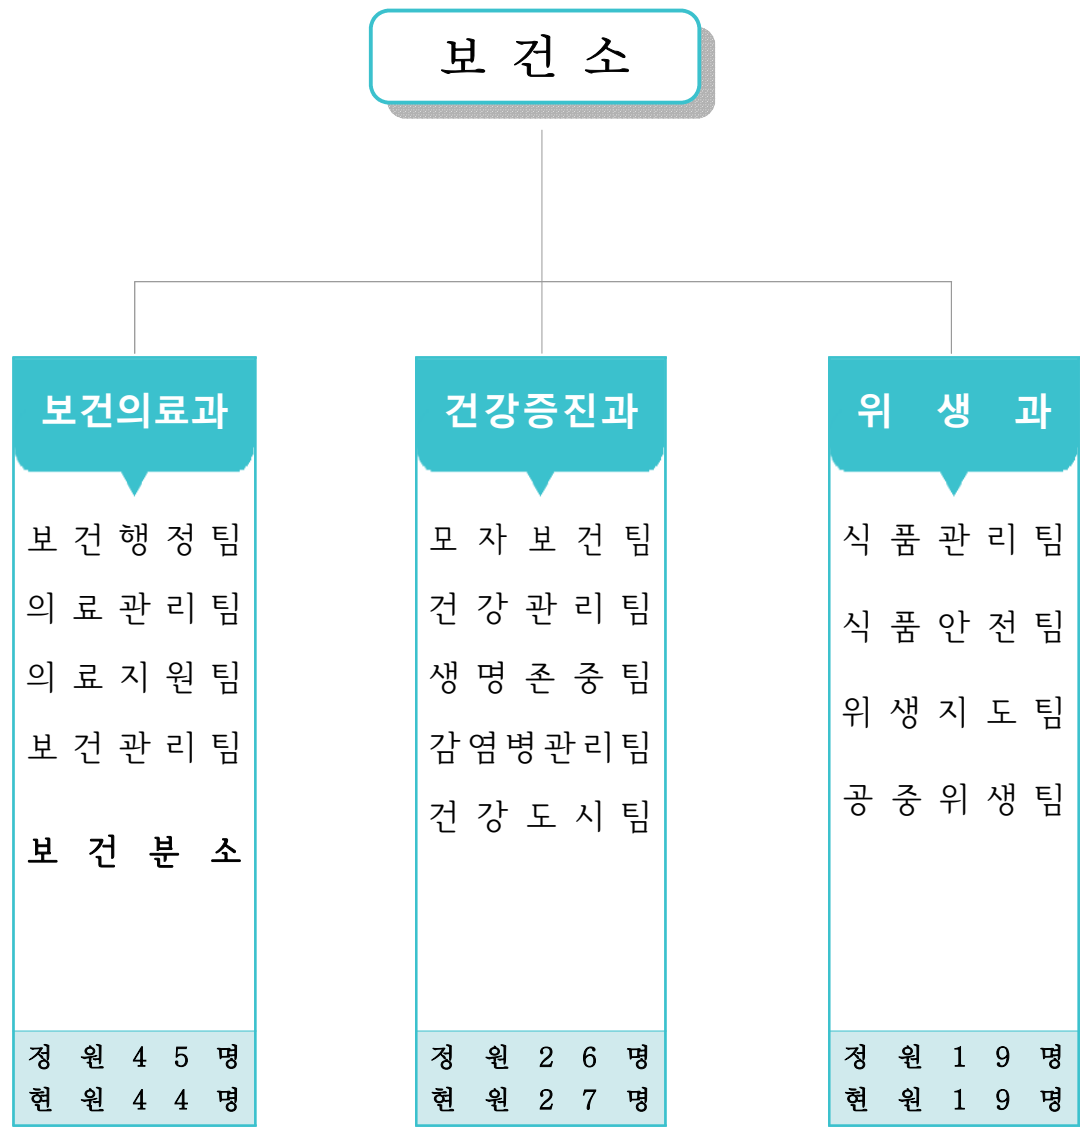 보 건 소
보건의료과
보 건 행 정 팀
의 료 관 리 팀
의 료 지 원 팀
보 건 관 리 팀
보 건 분 소
정 원 4 5 명
현 원 4 4 명
건강증진과
모 자 보 건 팀
건 강 관 리 팀
생 명 존 중 팀
감염병관리팀
건 강 도 시 팀
정 원 2 6 명
현 원 2 7 명
위 생 과
식 품 관 리 팀
식 품 안 전 팀
위 생 지 도 팀
공 중 위 생 팀
정 원 1 9 명
현 원 1 9 명